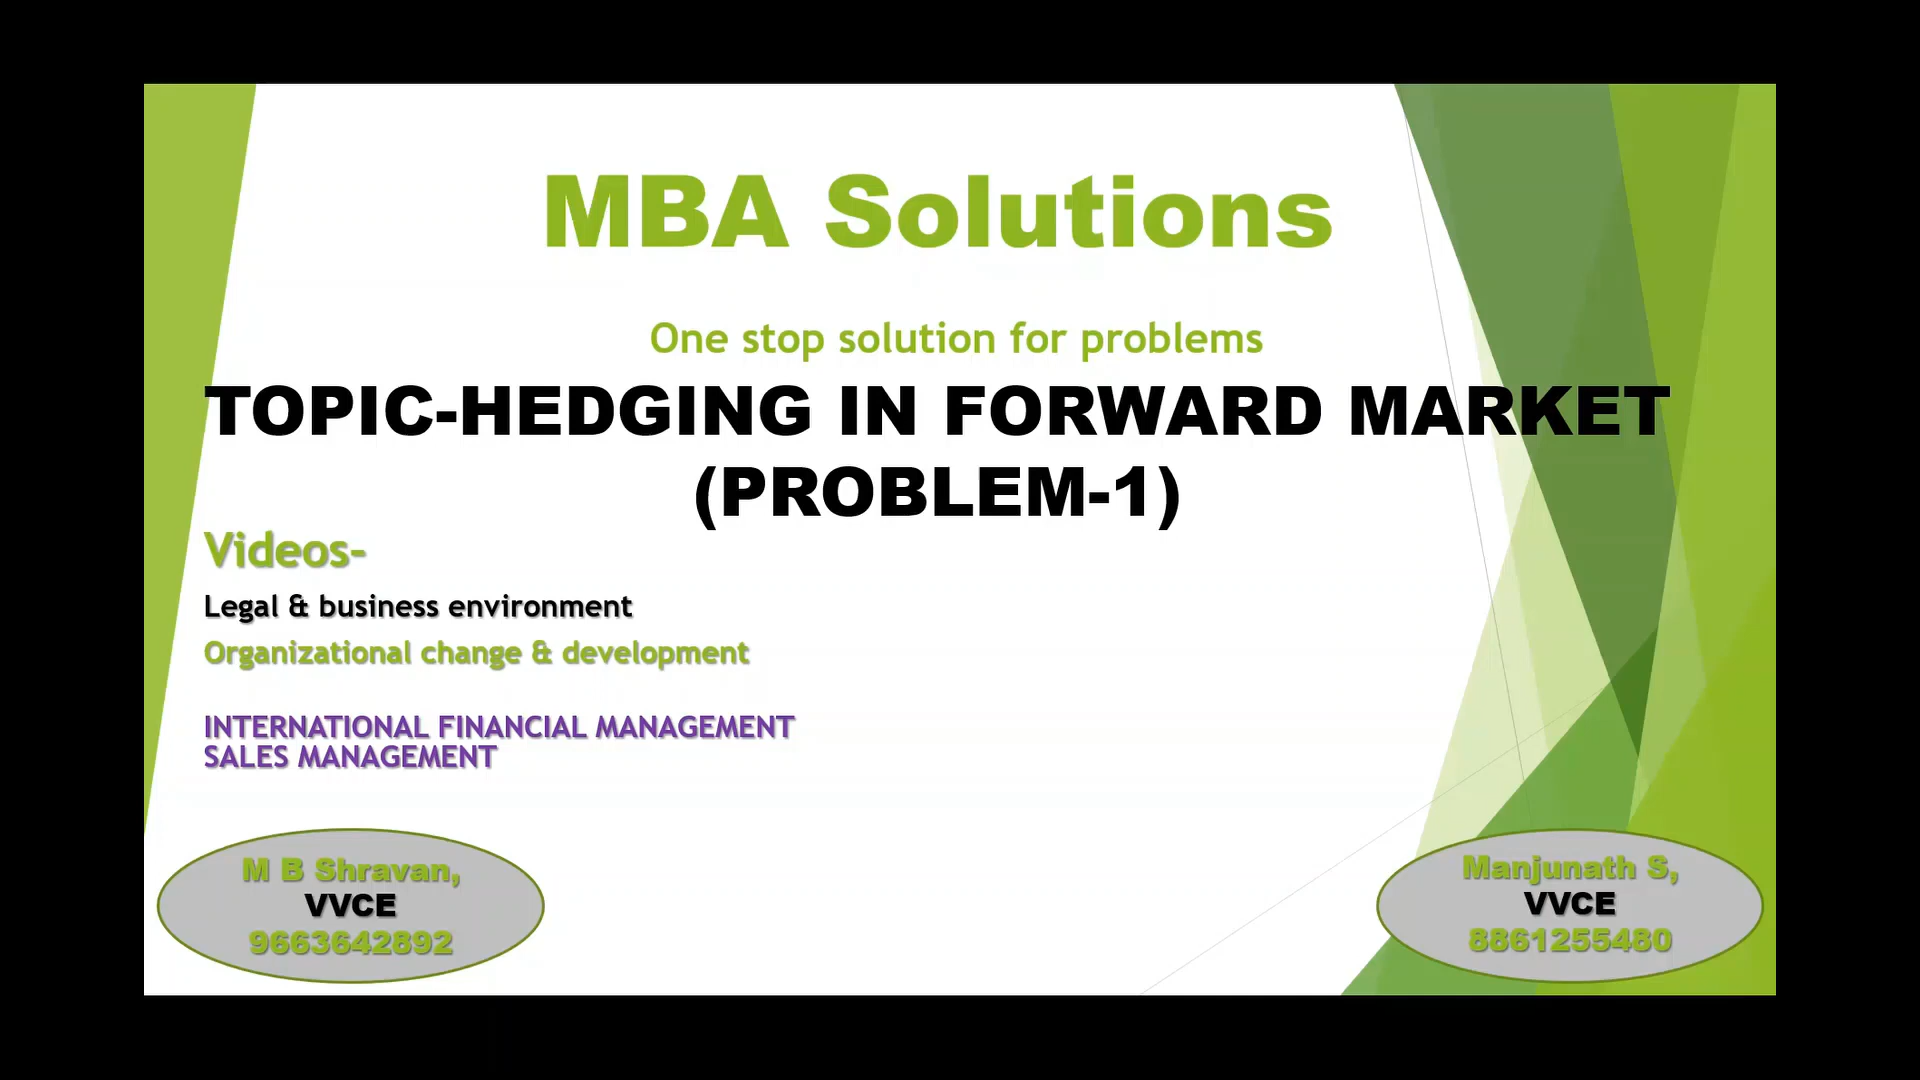 MBA Solutions
One stop solution for problems
TOPIC-HEDGING IN FORWARD MARKET
(PROBLEM-1)
Videos-
Legal & business environment
Organizational change & development
INTERNATIONAL FINANCIAL MANAGEMENT
SALES MANAGEMENT
M B Shravan,
VVCE
9663642892
Manjunath S,
VVCE
8861255480